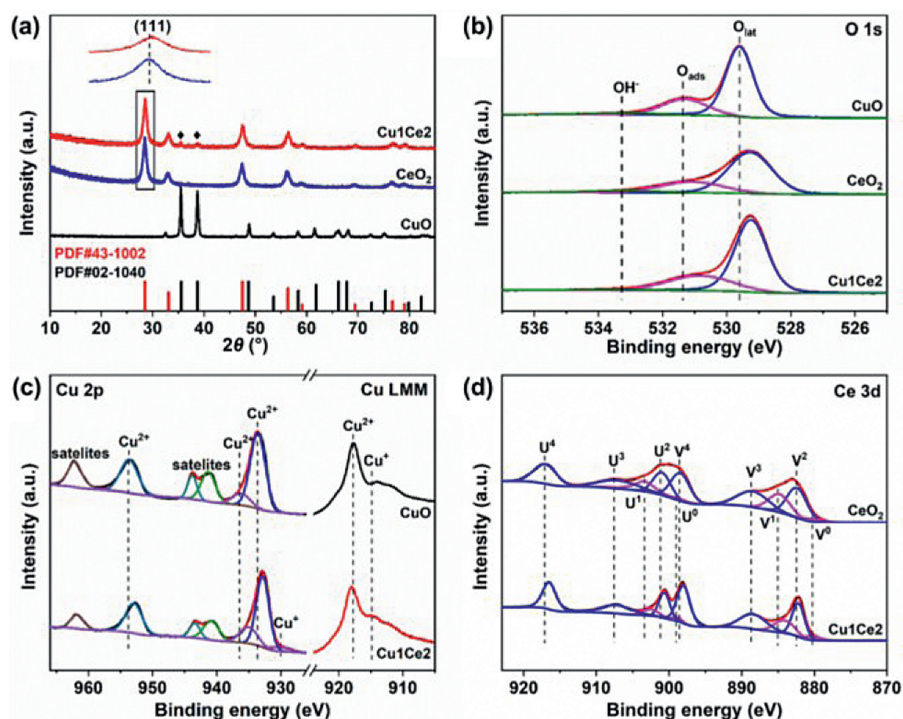 (a)
(111)
Cu1Ce2
CeO₂
CuO
PDF#43-1002
PDF#02-1040
Intensity (a.u.)
10 20 30 40 50 60 70 80
2θ (°)
(b)
O 1s
Olat
Oads
OH⁻
CuO
CeO₂
Cu1Ce2
Intensity (a.u.)
536 534 532 530 528 526
Binding energy (eV)
(c)
Cu 2p
Cu LMM
Cu²⁺
Cu²⁺
Cu⁺
satelites
Cu²⁺
satelites
Cu²⁺
CuO
Cu⁺
Cu1Ce2
Intensity (a.u.)
960 950 940 930 920 910
Binding energy (eV)
(d)
Ce 3d
U⁴
U³
U² V⁴
V³
V²
U¹
U⁰
V¹
V⁰
CeO₂
Cu1Ce2
Intensity (a.u.)
920 910 900 890 880 870
Binding energy (eV)